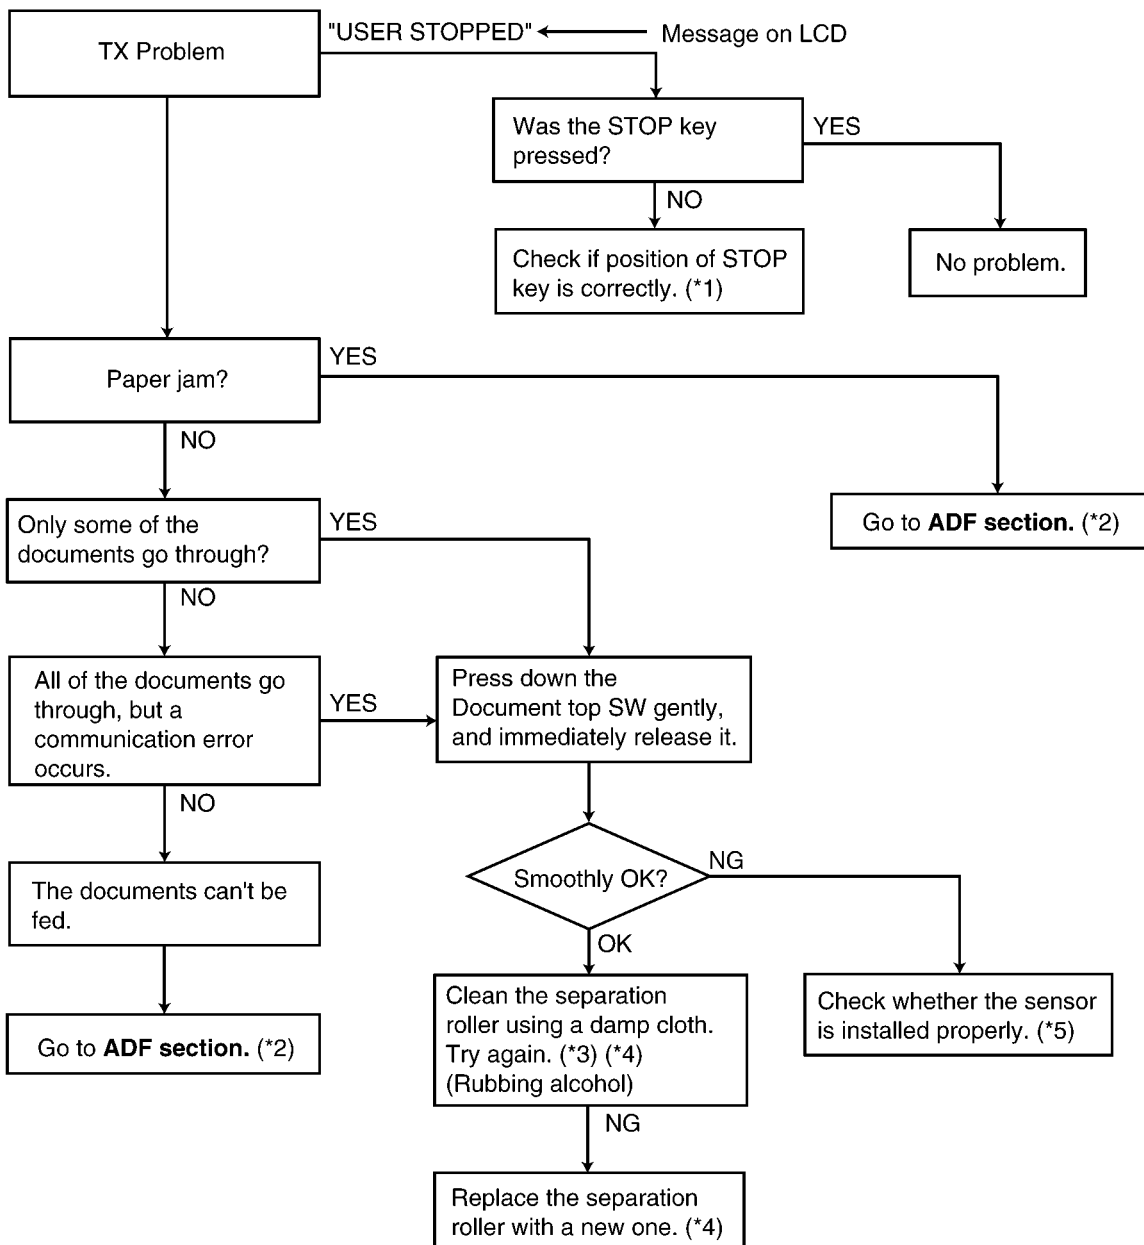 TX Problem
"USER STOPPED"
Message on LCD
Was the STOP key
pressed?
YES
NO
Check if position of STOP
key is correctly. (*1)
No problem.
Paper jam?
YES
NO
Go to ADF section. (*2)
Only some of the
documents go through?
YES
NO
All of the documents go
through, but a
communication error
occurs.
YES
NO
Press down the
Document top SW gently,
and immediately release it.
Smoothly OK?
NG
OK
The documents can't be
fed.
Go to ADF section. (*2)
Clean the separation
roller using a damp cloth.
Try again. (*3) (*4)
(Rubbing alcohol)
Check whether the sensor
is installed properly. (*5)
NG
Replace the separation
roller with a new one. (*4)